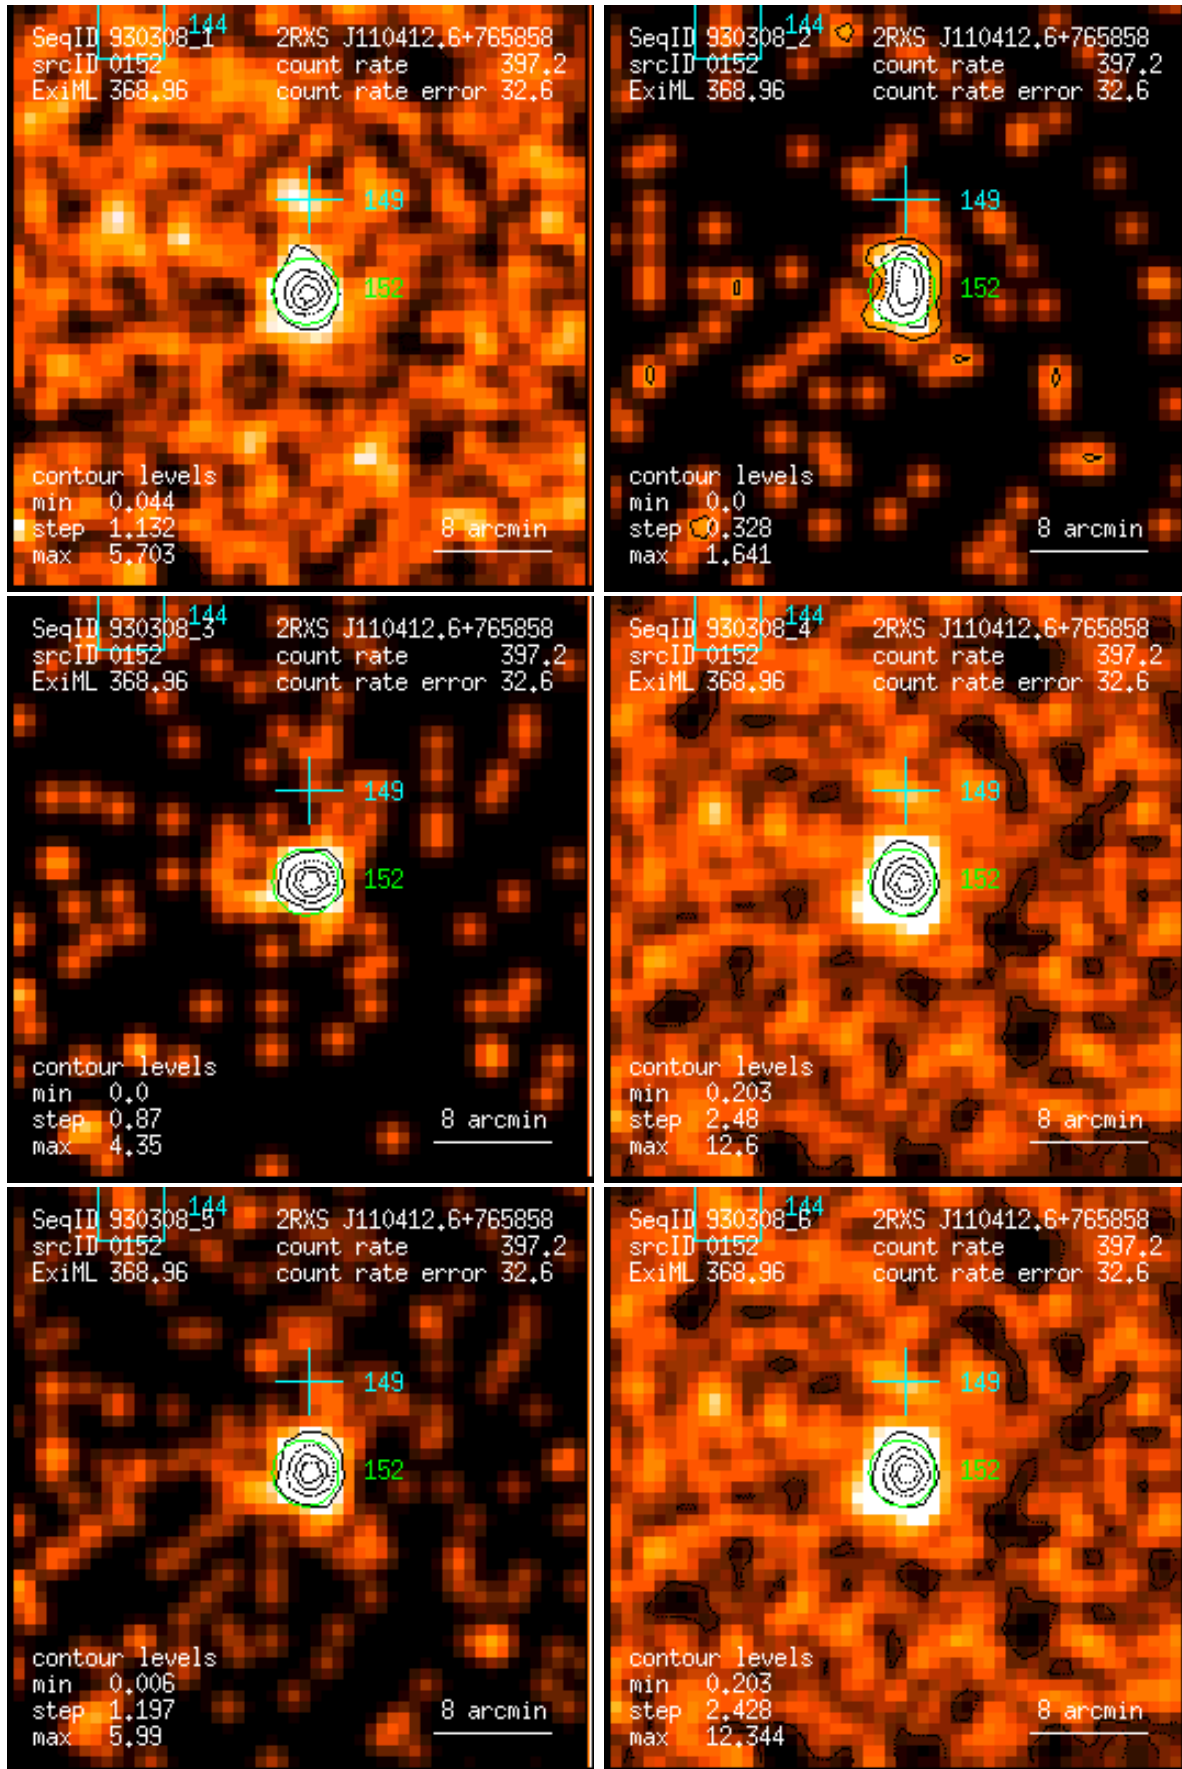 144
SeqID 930308_1 2RXS J110412.6+765858
srcID 0152 count rate 397.2
ExiML 368.96 count rate error 32.6
149
152
contour levels
min 0.044
step 1.132 8 arcmin
max 5.703
144
SeqID 930308_2 2RXS J110412.6+765858
srcID 0152 count rate 397.2
ExiML 368.96 count rate error 32.6
149
152
contour levels
min 0.0
step 0.328 8 arcmin
max 1.641
144
SeqID 930308_3 2RXS J110412.6+765858
srcID 0152 count rate 397.2
ExiML 368.96 count rate error 32.6
149
152
contour levels
min 0.0
step 0.87 8 arcmin
max 4.35
144
SeqID 930308_4 2RXS J110412.6+765858
srcID 0152 count rate 397.2
ExiML 368.96 count rate error 32.6
149
152
contour levels
min 0.203
step 2.48 8 arcmin
max 12.6
144
SeqID 930308_5 2RXS J110412.6+765858
srcID 0152 count rate 397.2
ExiML 368.96 count rate error 32.6
149
152
contour levels
min 0.006
step 1.197 8 arcmin
max 5.99
144
SeqID 930308_6 2RXS J110412.6+765858
srcID 0152 count rate 397.2
ExiML 368.96 count rate error 32.6
149
152
contour levels
min 0.203
step 2.428 8 arcmin
max 12.344